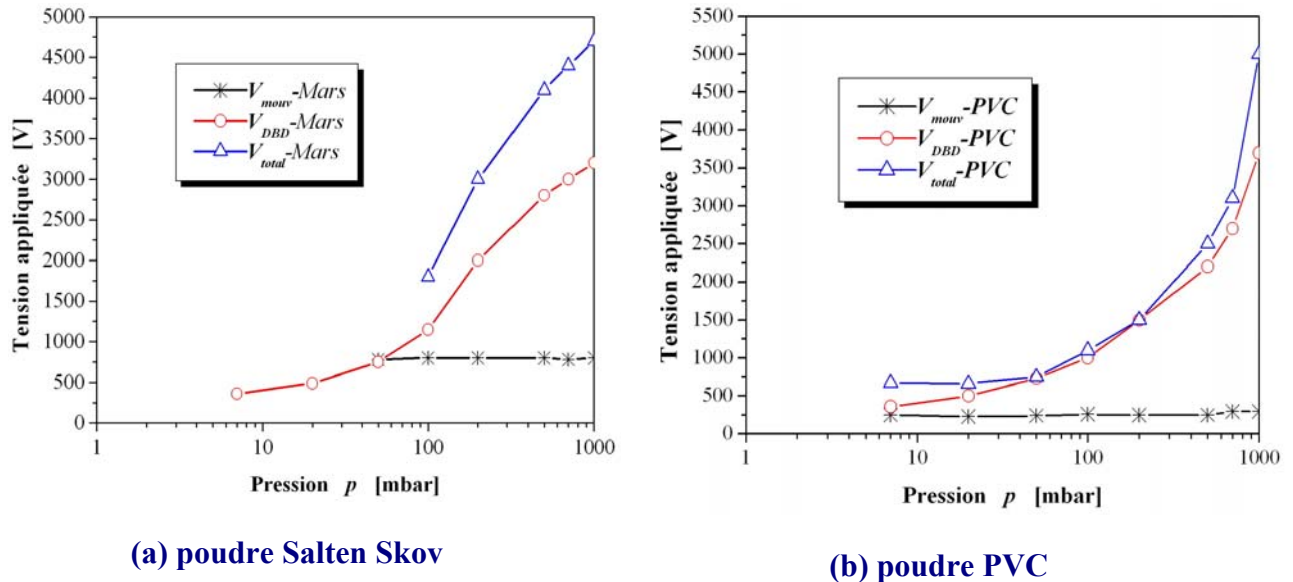 5000
4500
4000
3500
3000
2500
2000
1500
1000
500
0
Tension appliquée [V]
V_mouv-Mars
V_DBD-Mars
V_total-Mars
1
10
100
1000
Pression p [mbar]
(a) poudre Salten Skov
5500
5000
4500
4000
3500
3000
2500
2000
1500
1000
500
0
Tension appliquée [V]
V_mouv-PVC
V_DBD-PVC
V_total-PVC
1
10
100
1000
Pression p [mbar]
(b) poudre PVC